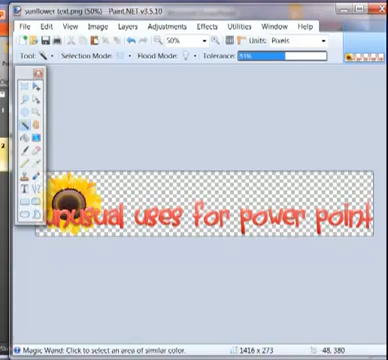 sunflower text.png (50%) - Paint.NET v3.5.10
File Edit View Image Layers Adjustments Effects Utilities Window Help
50% Units: Pixels
Tool: Selection Mode: Flood Mode: Tolerance: 51%
2
unusual uses for power point
Magic Wand: Click to select an area of similar color. 1416 x 273 -48, 380